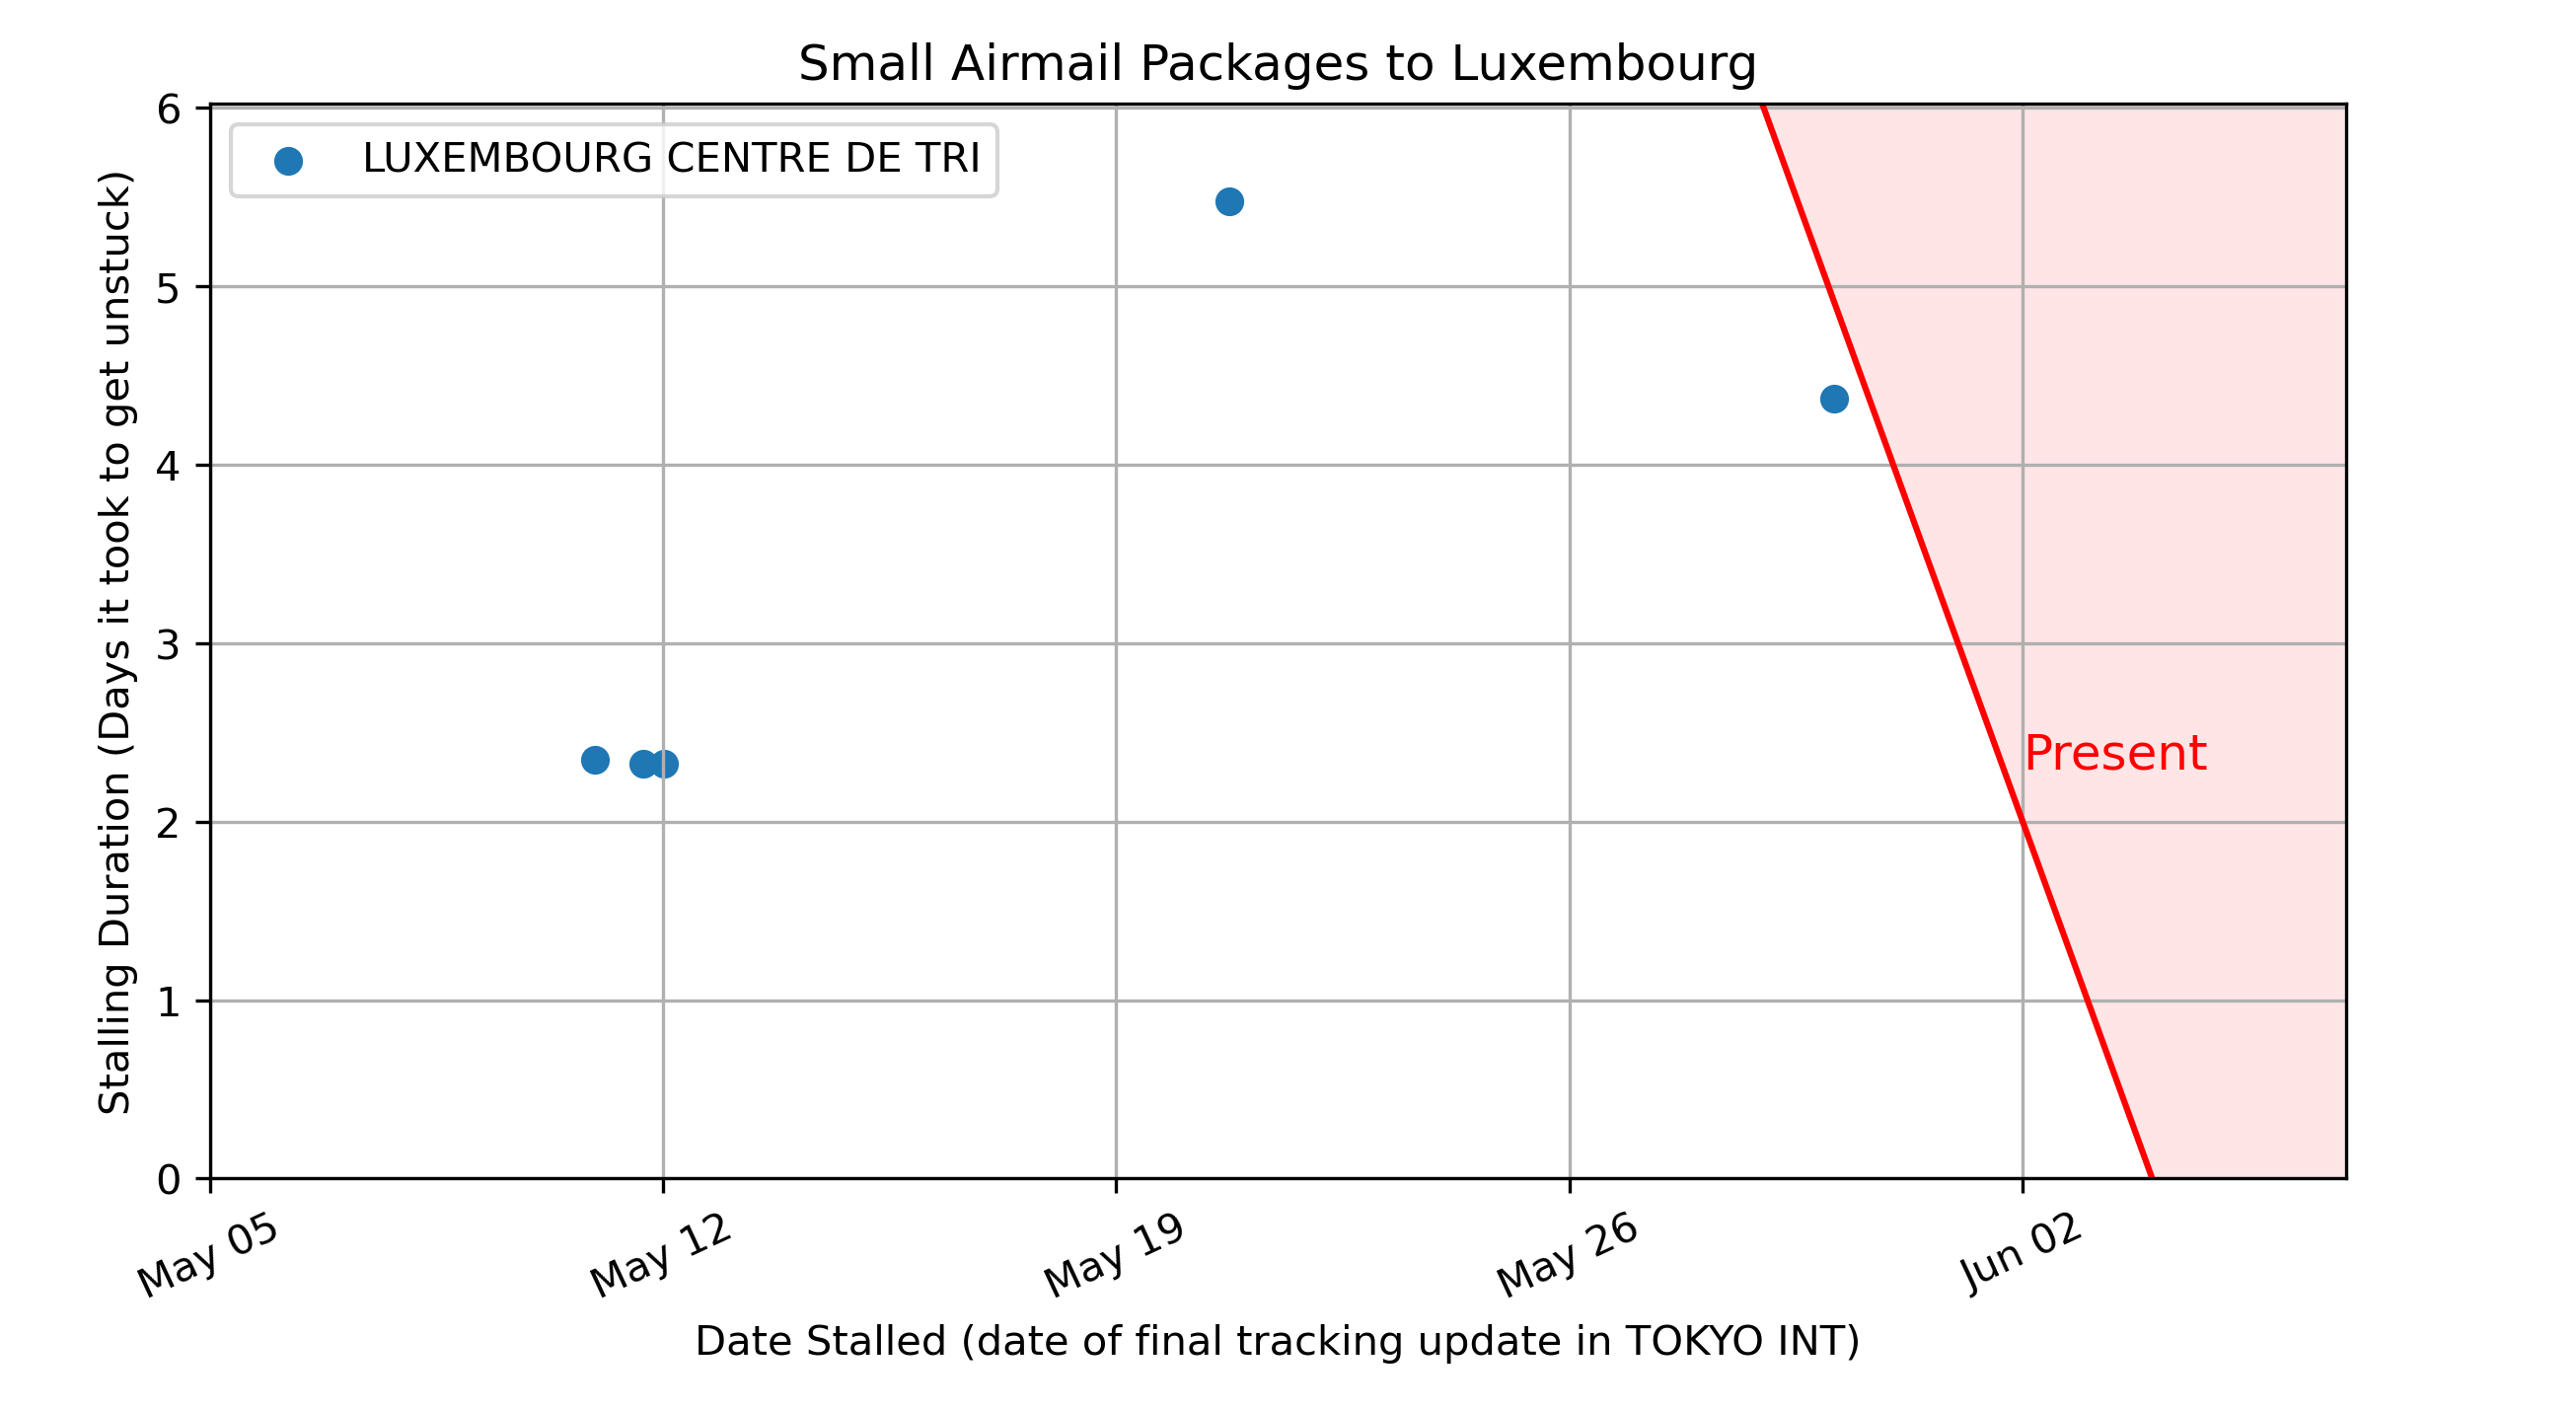 Small Airmail Packages to Luxembourg
LUXEMBOURG CENTRE DE TRI
Stalling Duration (Days it took to get unstuck)
6
5
4
3
2
1
0
Present
May 05
May 12
May 19
May 26
Jun 02
Date Stalled (date of final tracking update in TOKYO INT)